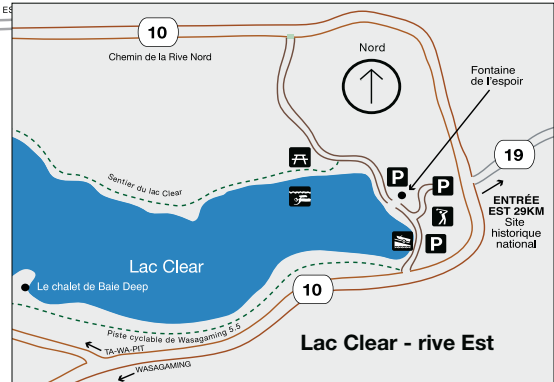 ES
10
Chemin de la Rive Nord
Nord
Fontaine
de l'espoir
P
P
19
ENTRÉE
EST 29KM
Site
historique
national
Sentier du lac Clear
P
Lac Clear
Le chalet de Baie Deep
10
Piste cyclable de Wasagaming 5.5
Lac Clear - rive Est
TA-WA-PIT
WASAGAMING